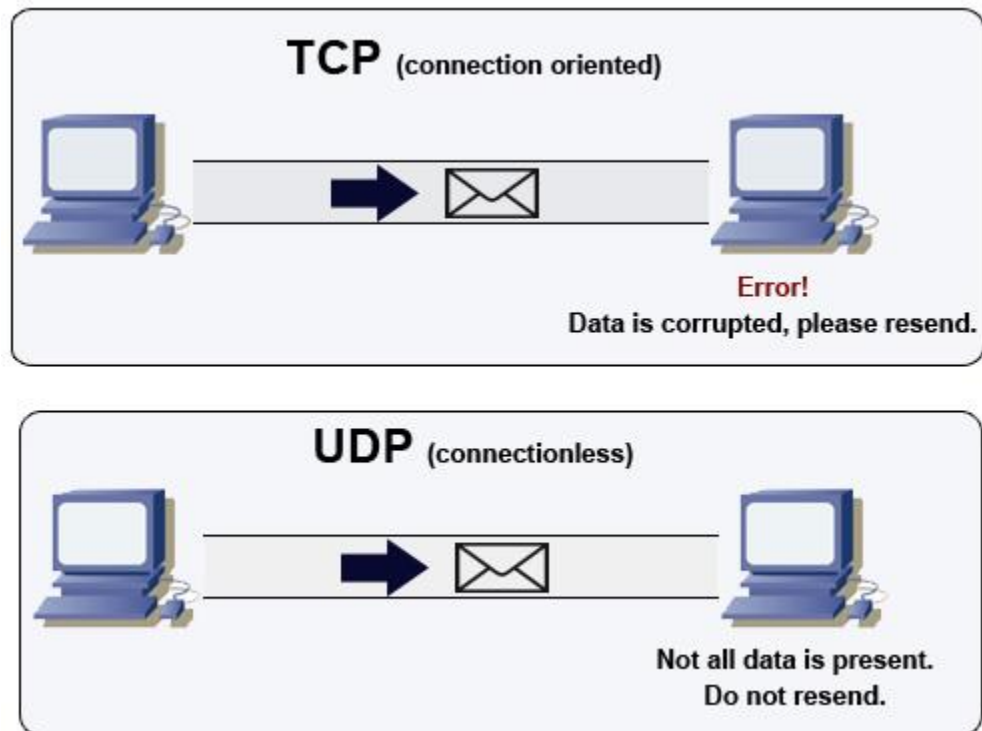 TCP (connection oriented)
Error!
Data is corrupted, please resend.
UDP (connectionless)
Not all data is present.
Do not resend.